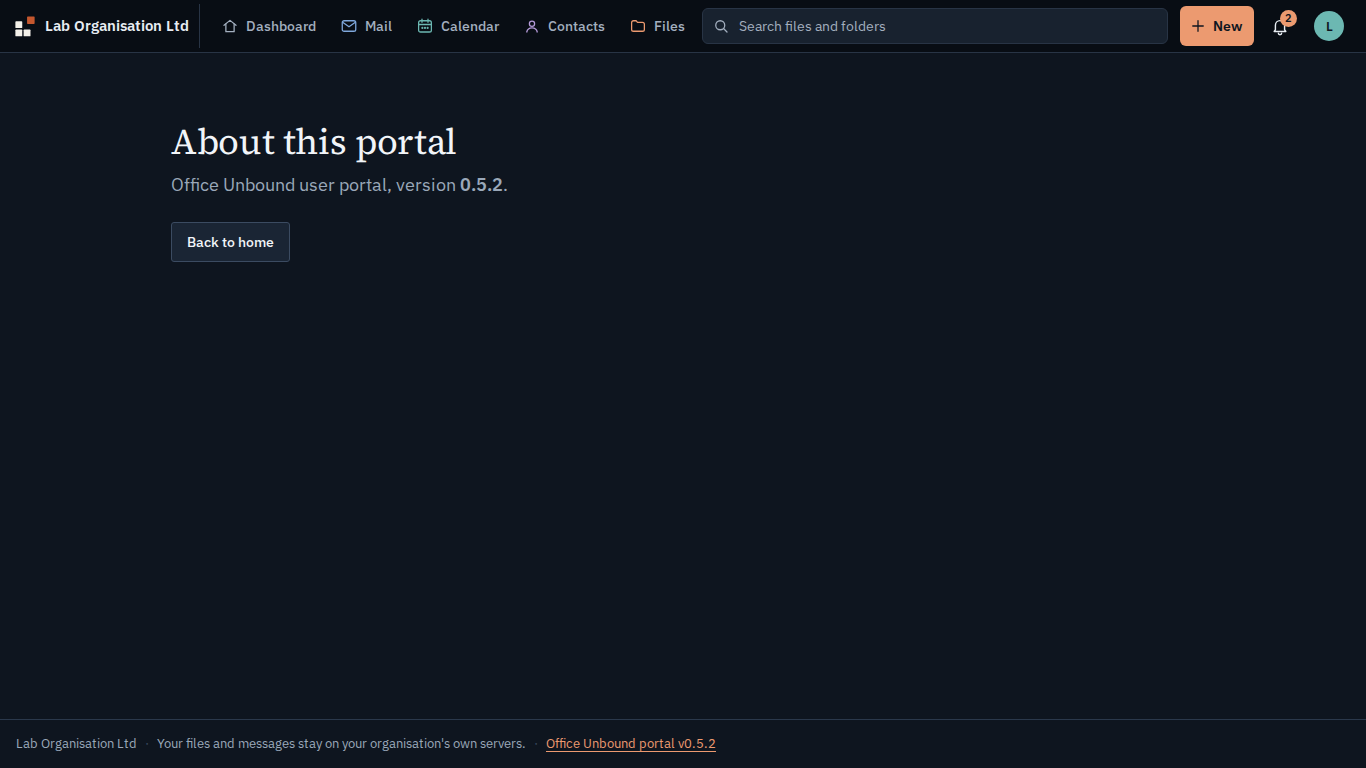 Lab Organisation Ltd Dashboard Mail Calendar Contacts Files Search files and folders New 2 L
About this portal
Office Unbound user portal, version 0.5.2.
Back to home
Lab Organisation Ltd · Your files and messages stay on your organisation's own servers. · Office Unbound portal v0.5.2